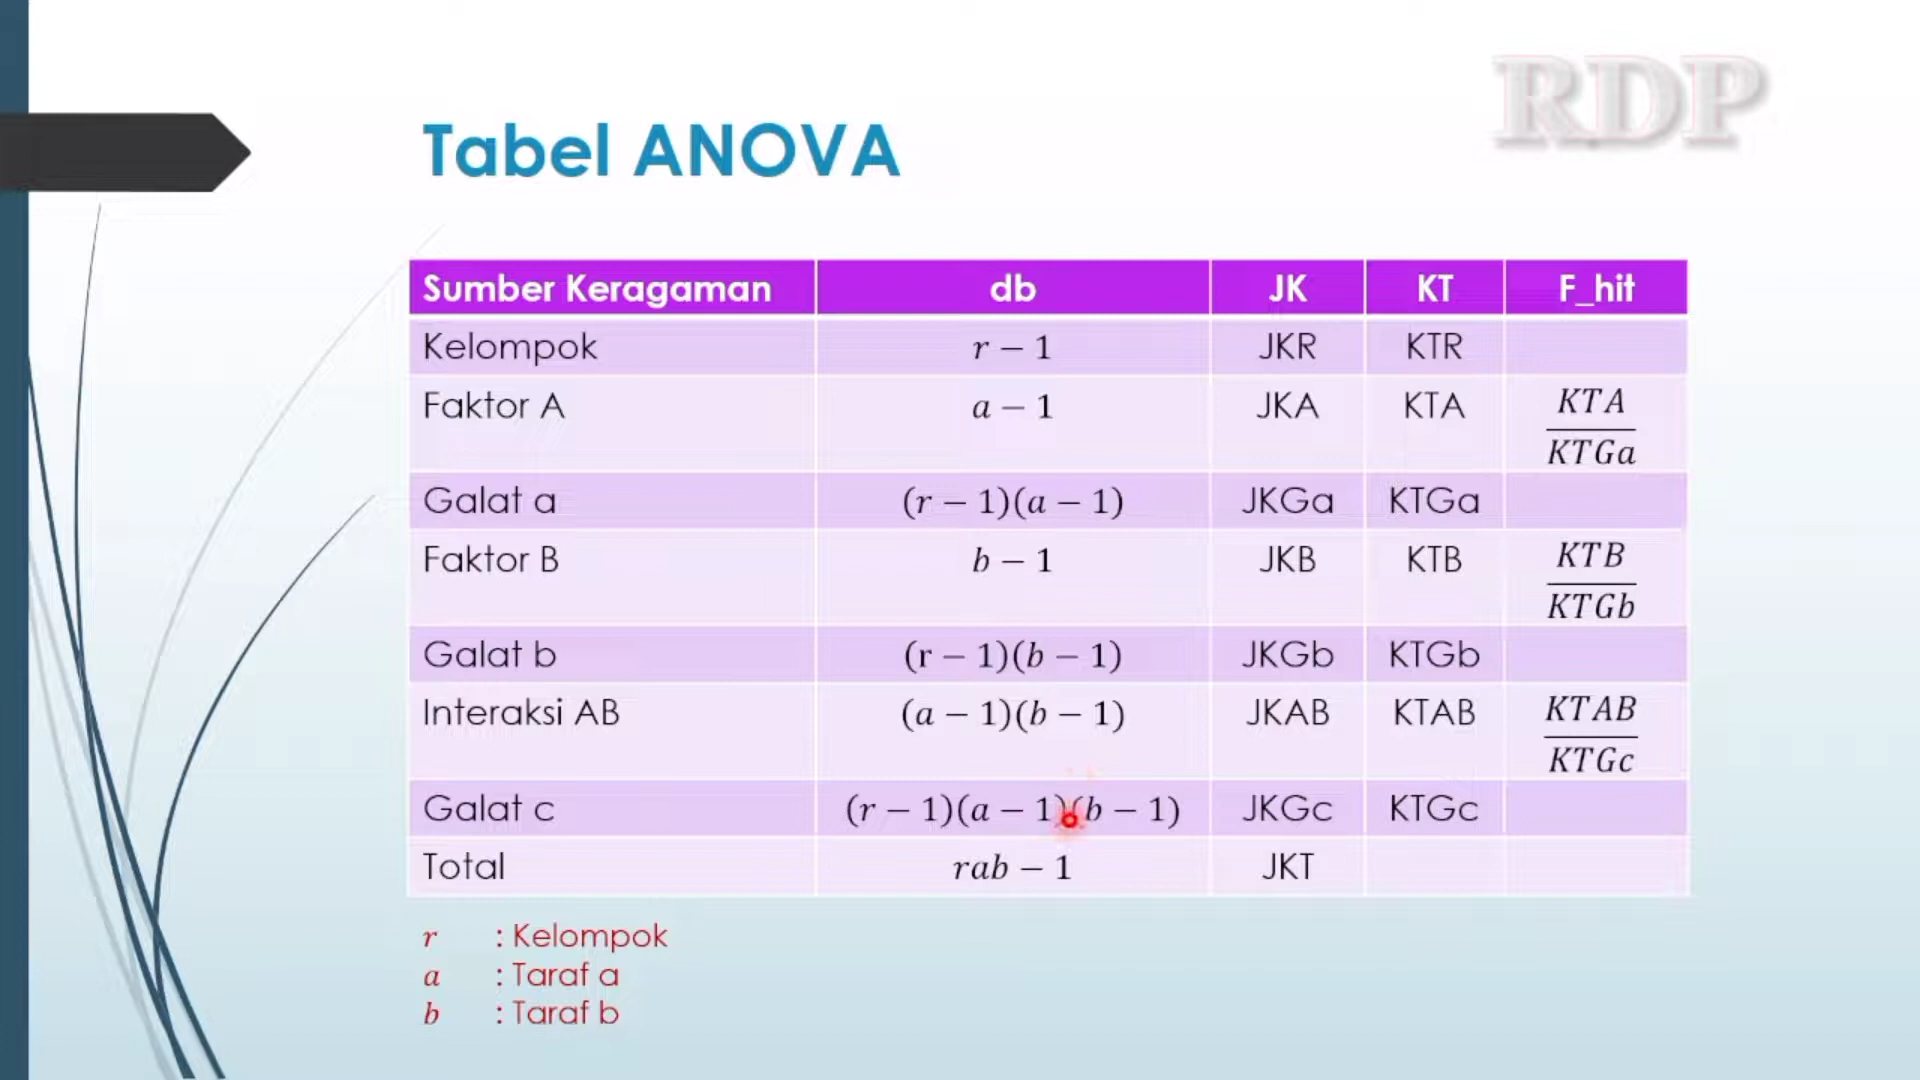 RDP
Tabel ANOVA
Sumber Keragaman db JK KT F_hit
Kelompok r − 1 JKR KTR
Faktor A a − 1 JKA KTA KTA/KTGa
Galat a (r − 1)(a − 1) JKGa KTGa
Faktor B b − 1 JKB KTB KTB/KTGb
Galat b (r − 1)(b − 1) JKGb KTGb
Interaksi AB (a − 1)(b − 1) JKAB KTAB KTAB/KTGc
Galat c (r − 1)(a − 1)(b − 1) JKGc KTGc
Total rab − 1 JKT
r : Kelompok
a : Taraf a
b : Taraf b